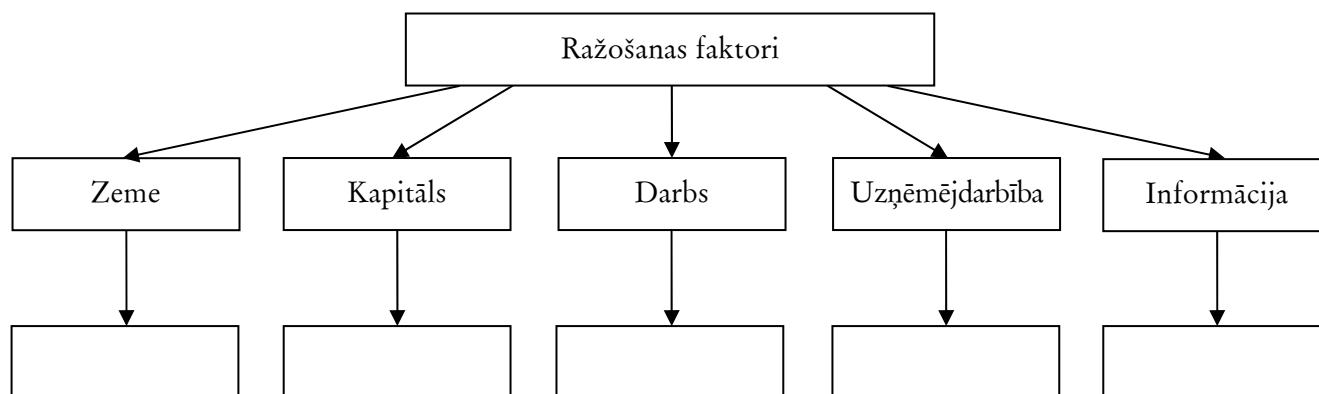 Ražošanas faktori
Zeme
Kapitāls
Darbs
Uzņēmējdarbība
Informācija